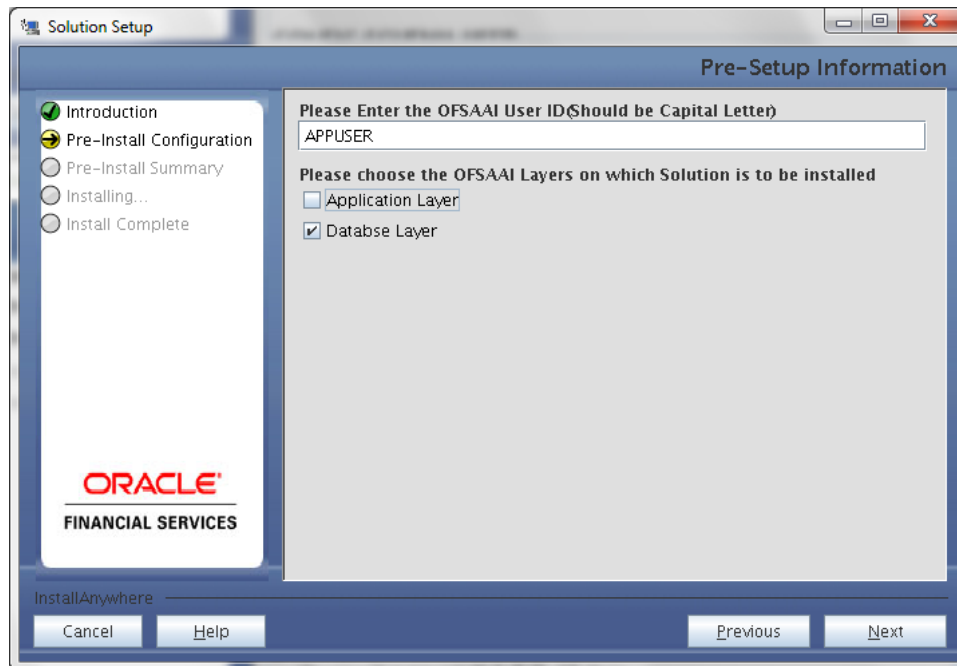 Solution Setup
Pre-Setup Information
Introduction
Pre-Install Configuration
Pre-Install Summary
Installing...
Install Complete
ORACLE
FINANCIAL SERVICES
Please Enter the OFSAAI User ID(Should be Capital Letter)
APPUSER
Please choose the OFSAAI Layers on which Solution is to be installed
Application Layer
Databse Layer
InstallAnywhere
Cancel
Help
Previous
Next